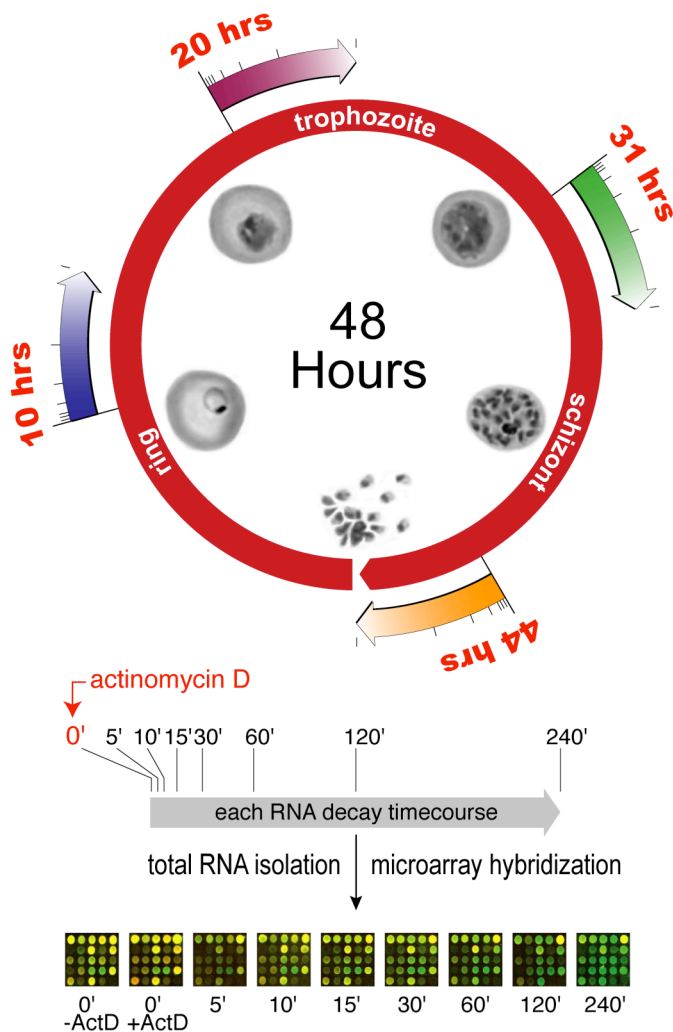 20 hrs
trophozoite
31 hrs
48
Hours
10 hrs
ring
schizont
44 hrs
actinomycin D
0' 5' 10' 15' 30' 60' 120' 240'
each RNA decay timecourse
total RNA isolation microarray hybridization
0' 0' 5' 10' 15' 30' 60' 120' 240'
-ActD +ActD